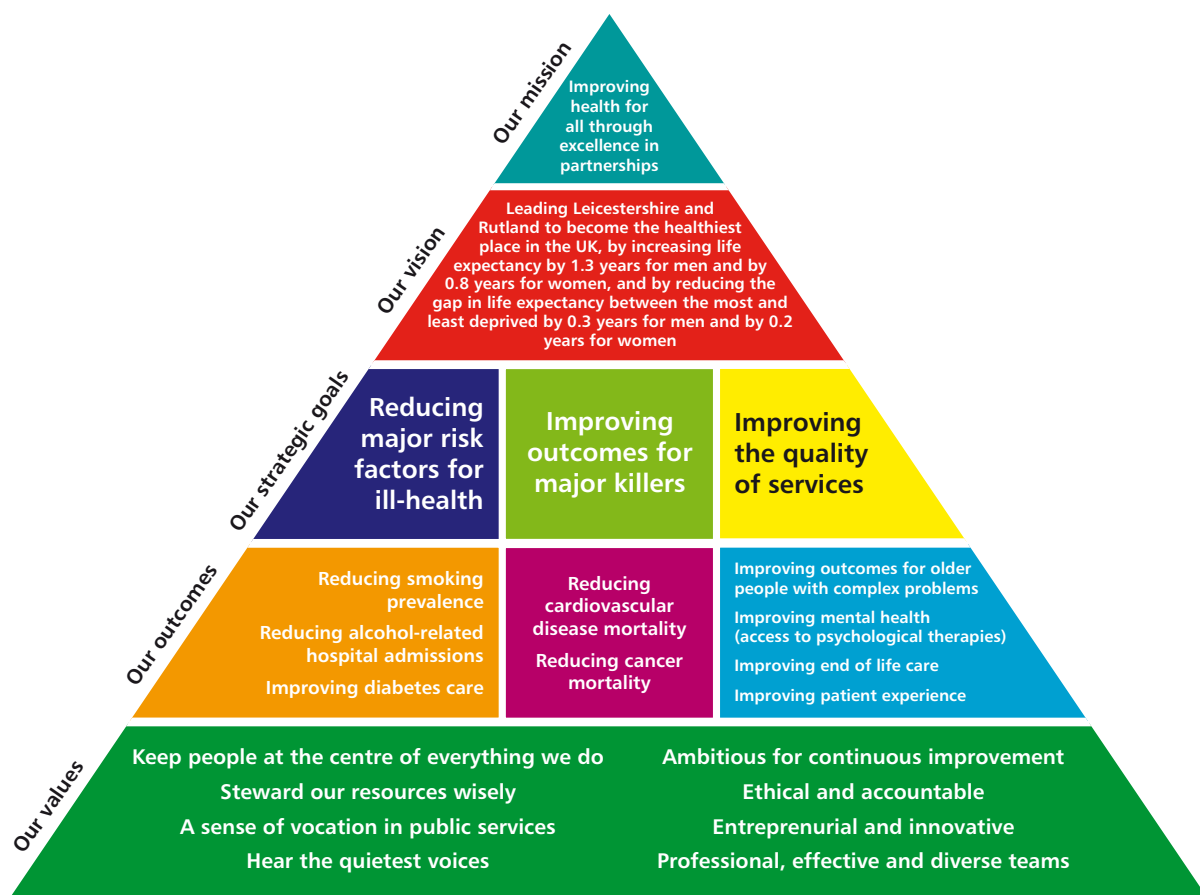 Our mission
Improving
health for
all through
excellence in
partnerships
Our vision
Leading Leicestershire and
Rutland to become the healthiest
place in the UK, by increasing life
expectancy by 1.3 years for men and by
0.8 years for women, and by reducing the
gap in life expectancy between the most and
least deprived by 0.3 years for men and by 0.2
years for women
Our strategic goals
Reducing
major risk
factors for
ill-health
Improving
outcomes for
major killers
Improving
the quality
of services
Our outcomes
Reducing smoking
prevalence
Reducing alcohol-related
hospital admissions
Improving diabetes care
Reducing
cardiovascular
disease mortality
Reducing cancer
mortality
Improving outcomes for older
people with complex problems
Improving mental health
(access to psychological therapies)
Improving end of life care
Improving patient experience
Our values
Keep people at the centre of everything we do
Steward our resources wisely
A sense of vocation in public services
Hear the quietest voices
Ambitious for continuous improvement
Ethical and accountable
Entreprenurial and innovative
Professional, effective and diverse teams